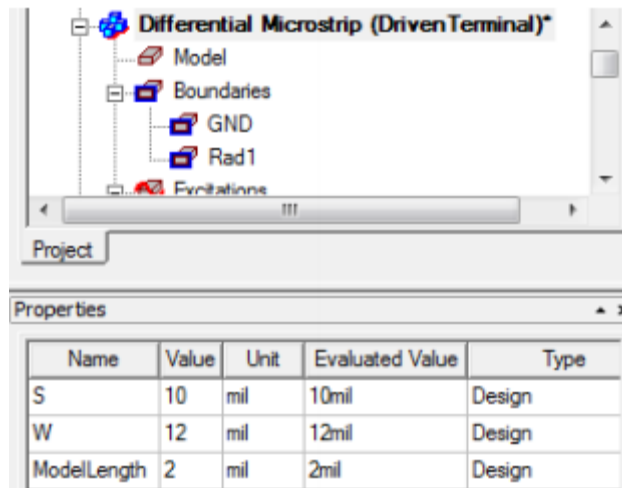 Differential Microstrip (DrivenTerminal)*
Model
Boundaries
GND
Rad1
Excitations
Project
Properties
Name Value Unit Evaluated Value Type
S 10 mil 10mil Design
W 12 mil 12mil Design
ModelLength 2 mil 2mil Design